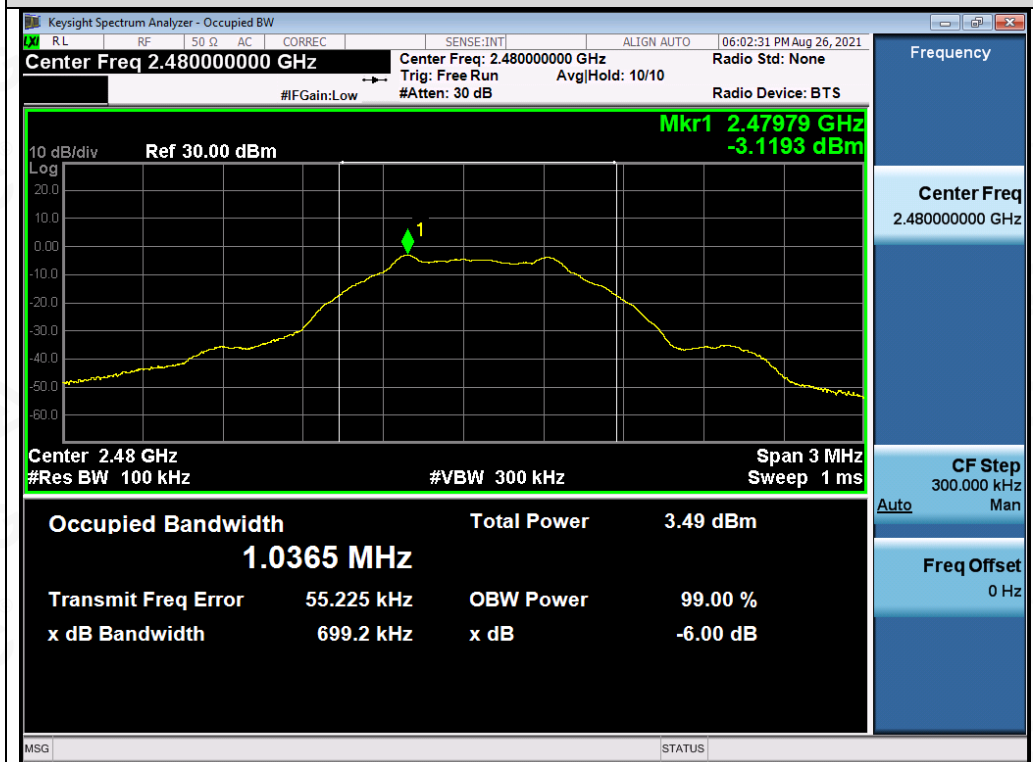 Keysight Spectrum Analyzer - Occupied BW
LXI RL RF 50 Ω AC CORREC SENSE:INT ALIGN AUTO 06:02:31 PM Aug 26, 2021
Center Freq 2.480000000 GHz Center Freq: 2.480000000 GHz Radio Std: None
Trig: Free Run Avg|Hold: 10/10
#IFGain:Low #Atten: 30 dB Radio Device: BTS
Mkr1 2.47979 GHz
10 dB/div Ref 30.00 dBm -3.1193 dBm
Log
20.0
10.0
1
0.00
-10.0
-20.0
-30.0
-40.0
-50.0
-60.0
Center 2.48 GHz Span 3 MHz
#Res BW 100 kHz #VBW 300 kHz Sweep 1 ms
Occupied Bandwidth Total Power 3.49 dBm
1.0365 MHz
Transmit Freq Error 55.225 kHz OBW Power 99.00 %
x dB Bandwidth 699.2 kHz x dB -6.00 dB
Frequency
Center Freq
2.480000000 GHz
CF Step
300.000 kHz
Auto Man
Freq Offset
0 Hz
MSG STATUS